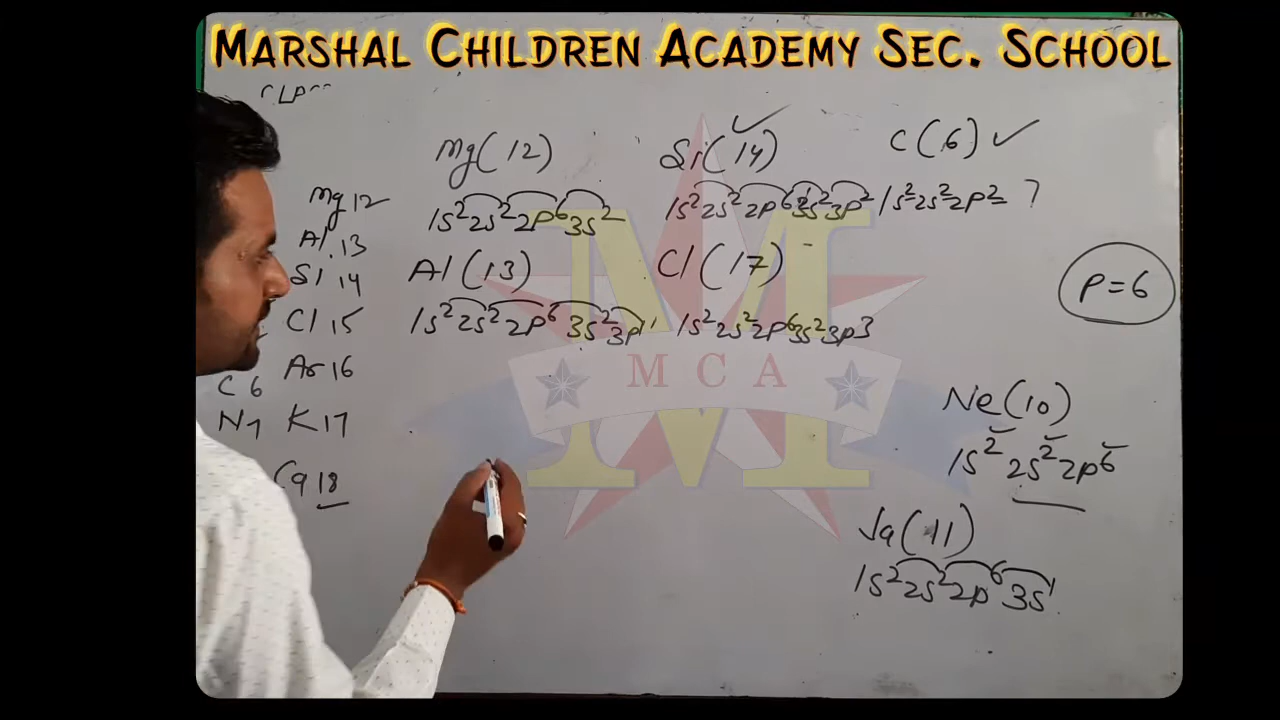 MARSHAL CHILDREN ACADEMY SEC. SCHOOL
Mg(12)
1s²2s²2p⁶3s²
Al(13)
1s²2s²2p⁶3s²3p¹
Si(14) ✓
1s²2s²2p⁶3s²3p²
Cl(17)
1s²2s²2p⁶3s²3p3
C(6) ✓
1s²2s²2p² ?
p=6
Mg 12
Al 13
Si 14
Cl 15
Ar 16
C 6
N 7
K 17
Ca 18
MCA
Ne(10)
1s²2s²2p⁶
Na(11)
1s²2s²2p⁶3s¹